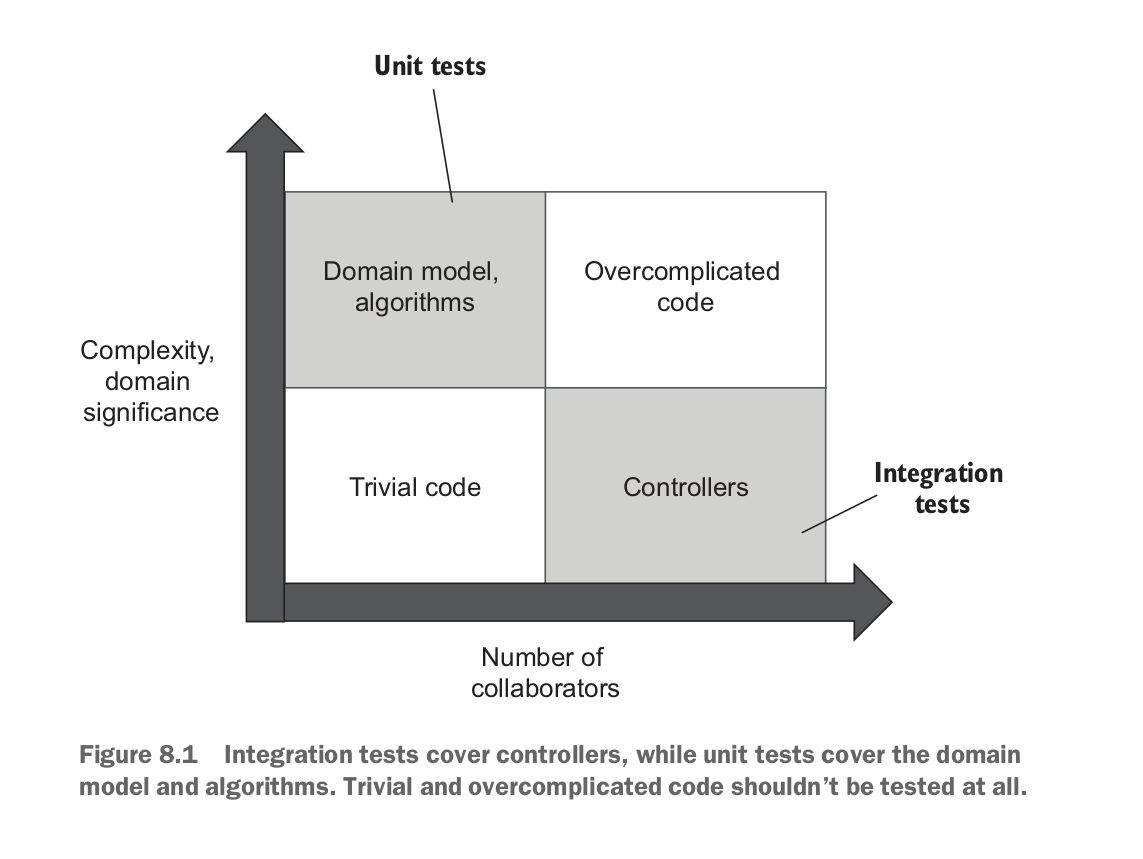 Unit tests
Domain model,
algorithms
Overcomplicated
code
Complexity,
domain
significance
Trivial code
Controllers
Integration
tests
Number of
collaborators
Figure 8.1 Integration tests cover controllers, while unit tests cover the domain
model and algorithms. Trivial and overcomplicated code shouldn’t be tested at all.